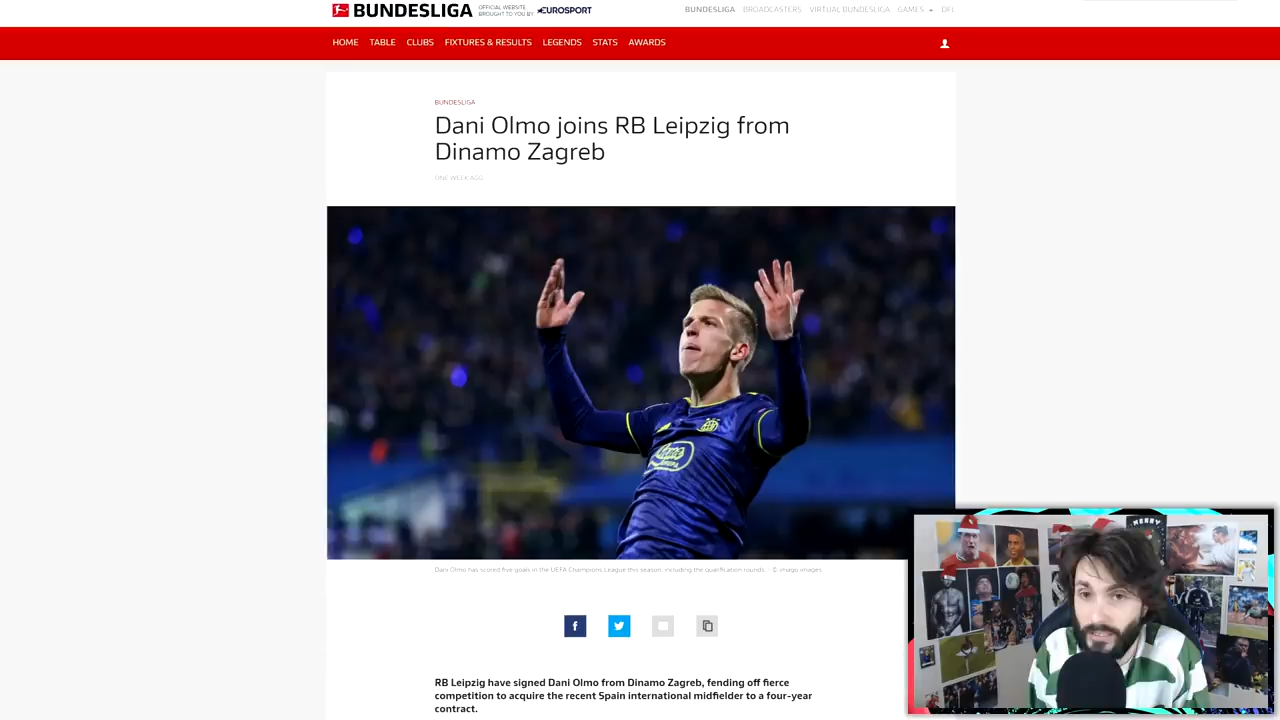 BUNDESLIGA
OFFICIAL WEBSITE
BROUGHT TO YOU BY
EUROSPORT
BUNDESLIGA BROADCASTERS VIRTUAL BUNDESLIGA GAMES DFL
HOME TABLE CLUBS FIXTURES & RESULTS LEGENDS STATS AWARDS
BUNDESLIGA
Dani Olmo joins RB Leipzig from
Dinamo Zagreb
ONE WEEK AGO
Dani Olmo has scored five goals in the UEFA Champions League this season, including the qualification rounds. - © imago images
RB Leipzig have signed Dani Olmo from Dinamo Zagreb, fending off fierce
competition to acquire the recent Spain international midfielder to a four-year
contract.
MERRY